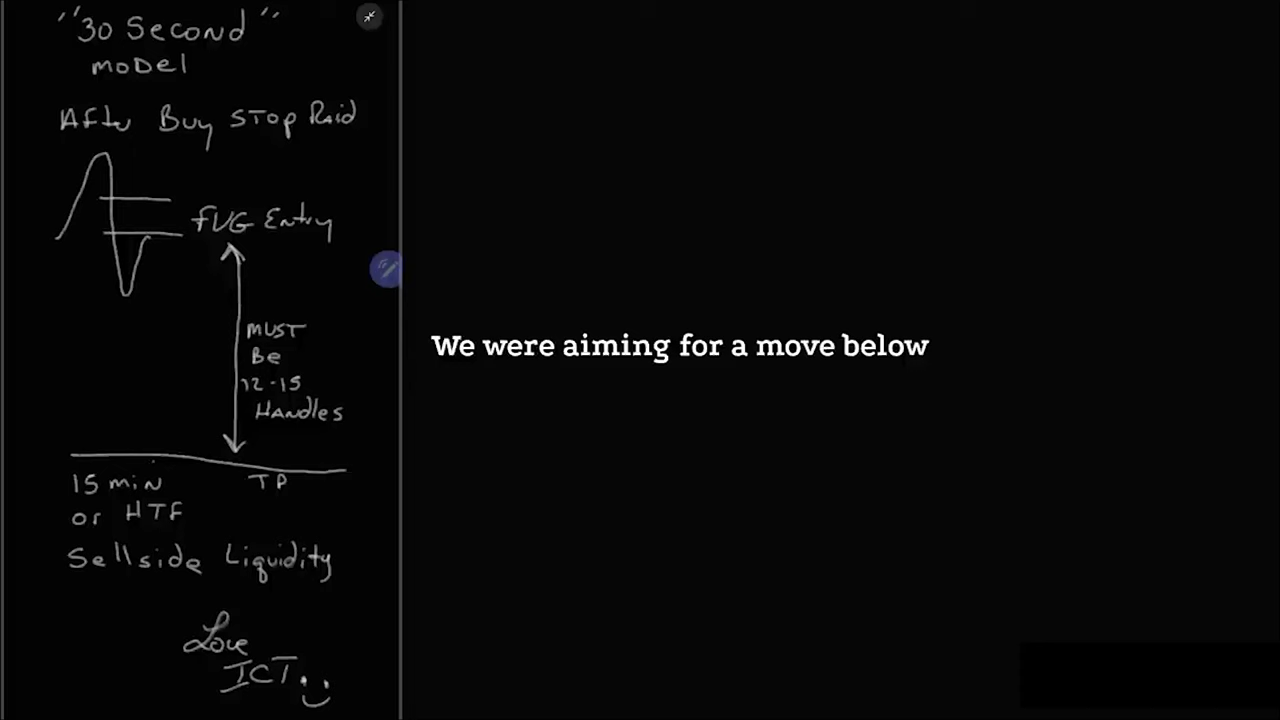 "30 Second"
moDel
After Buy STop Raid
FVG Entry
MUST
Be
12-15
HANdles
15 miN
TP
or HTF
Sellside Liquidity
Love
ICT
We were aiming for a move below